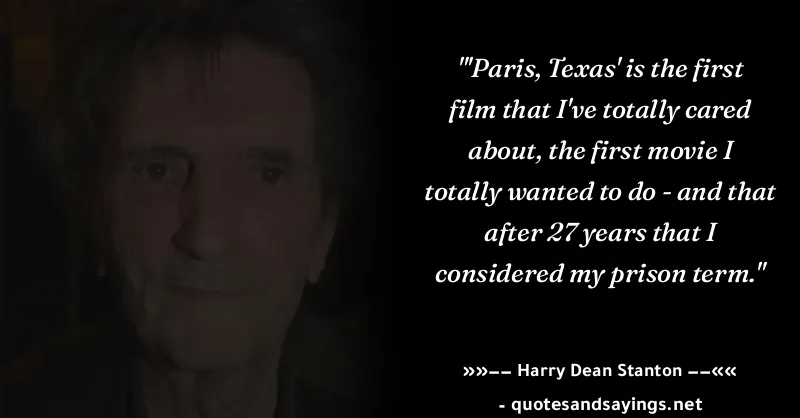 "'Paris, Texas' is the first
film that I've totally cared
about, the first movie I
totally wanted to do - and that
after 27 years that I
considered my prison term."
»»−− Harry Dean Stanton −−««
- quotesandsayings.net